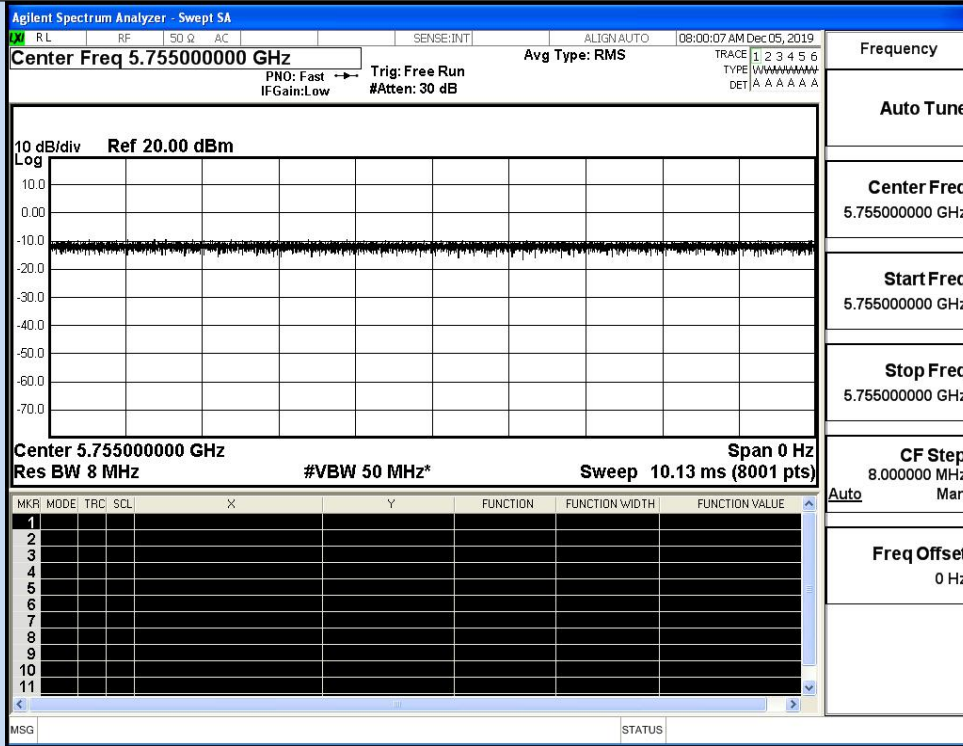 Agilent Spectrum Analyzer - Swept SA
LXI RL RF 50 Ω AC SENSE:INT ALIGNAUTO 08:00:07 AM Dec 05, 2019
Center Freq 5.755000000 GHz
Avg Type: RMS
TRACE 1 2 3 4 5 6
PNO: Fast Trig: Free Run
TYPE WWWWWW
IFGain:Low #Atten: 30 dB
DET A A A A A A
10 dB/div Ref 20.00 dBm
Log
10.0
0.00
-10.0
-20.0
-30.0
-40.0
-50.0
-60.0
-70.0
Center 5.755000000 GHz Span 0 Hz
Res BW 8 MHz #VBW 50 MHz* Sweep 10.13 ms (8001 pts)
MKR MODE TRC SCL X Y FUNCTION FUNCTION WIDTH FUNCTION VALUE
1
2
3
4
5
6
7
8
9
10
11
MSG STATUS
Frequency
Auto Tune
Center Freq
5.755000000 GHz
Start Freq
5.755000000 GHz
Stop Freq
5.755000000 GHz
CF Step
8.000000 MHz
Auto Man
Freq Offset
0 Hz